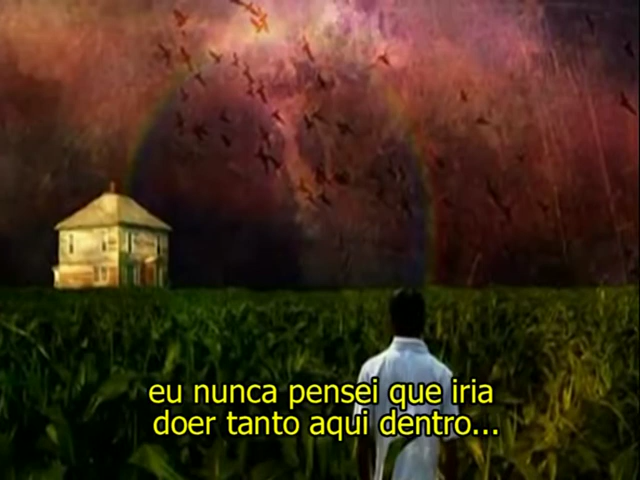 eu nunca pensei que iria
doer tanto aqui dentro...